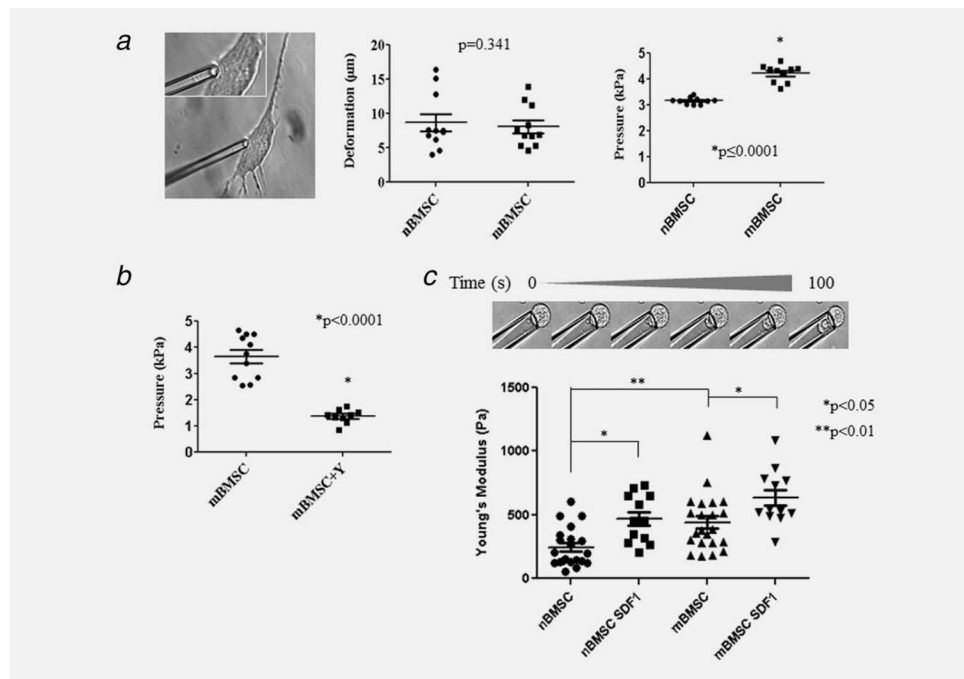 a
Deformation (μm)
20
15
10
5
0
p=0.341
nBMSC
mBMSC
Pressure (kPa)
5
4
3
2
1
0
*
*p≤0.0001
nBMSC
mBMSC
b
Pressure (kPa)
5
4
3
2
1
0
*p<0.0001
*
mBMSC
mBMSC+Y
c
Time (s) 0 100
Young's Modulus (Pa)
1500
1000
500
0
**
*
*
*p<0.05
**p<0.01
nBMSC
nBMSC SDF1
mBMSC
mBMSC SDF1